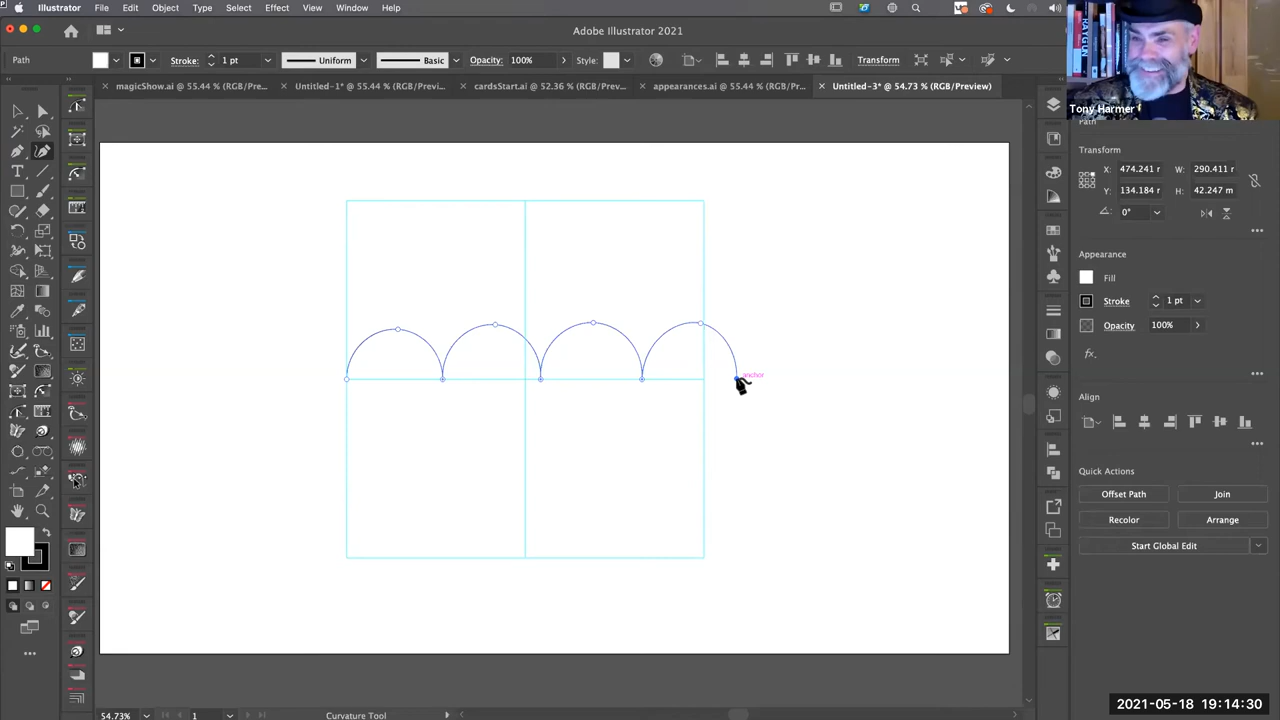 Illustrator File Edit Object Type Select Effect View Window Help
Adobe Illustrator 2021
Path Stroke: 1 pt Uniform Basic Opacity: 100% Style: Transform
magicShow.ai @ 55.44 % (RGB/Pre... Untitled-1* @ 55.44 % (RGB/Previ... cardsStart.ai @ 52.36 % (RGB/Prev... appearances.ai @ 55.44 % (RGB/Pr... Untitled-3* @ 54.73 % (RGB/Preview)
Tony Harmer
Path
Transform
X: 474.241 r W: 290.411 r
Y: 134.184 r H: 42.247 m
0°
Appearance
Fill
Stroke 1 pt
Opacity 100%
fx.
anchor
Align
Quick Actions
Offset Path Join
Recolor Arrange
Start Global Edit
2021-05-18 19:14:30
54.73% 1 Curvature Tool